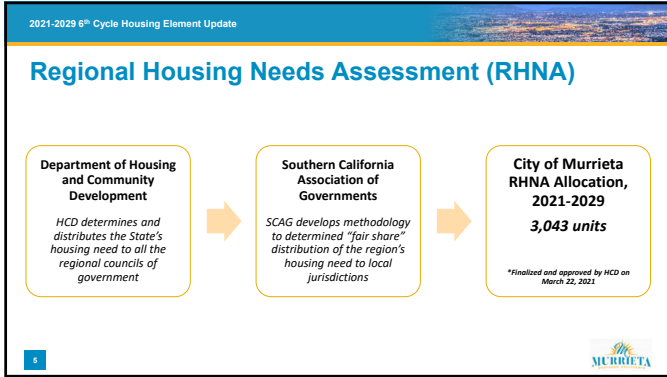 2021-2029 6th Cycle Housing Element Update
Regional Housing Needs Assessment (RHNA)
Department of Housing
and Community
Development
HCD determines and
distributes the State's
housing need to all the
regional councils of
government
Southern California
Association of
Governments
SCAG develops methodology
to determined "fair share"
distribution of the region's
housing need to local
jurisdictions
City of Murrieta
RHNA Allocation,
2021-2029
3,043 units
*Finalized and approved by HCD on
March 22, 2021
5
MURRIETA